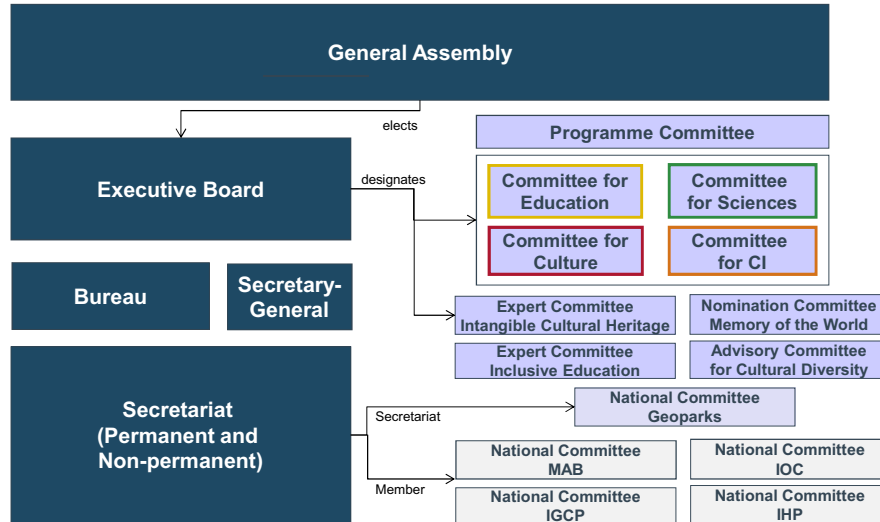 General Assembly
elects
Programme Committee
Executive Board
designates
Committee for
Education
Committee
for Sciences
Committee for
Culture
Committee
for CI
Bureau
Secretary-
General
Expert Committee
Intangible Cultural Heritage
Nomination Committee
Memory of the World
Expert Committee
Inclusive Education
Advisory Committee
for Cultural Diversity
Secretariat
(Permanent and
Non-permanent)
Secretariat
National Committee
Geoparks
Member
National Committee
MAB
National Committee
IOC
National Committee
IGCP
National Committee
IHP